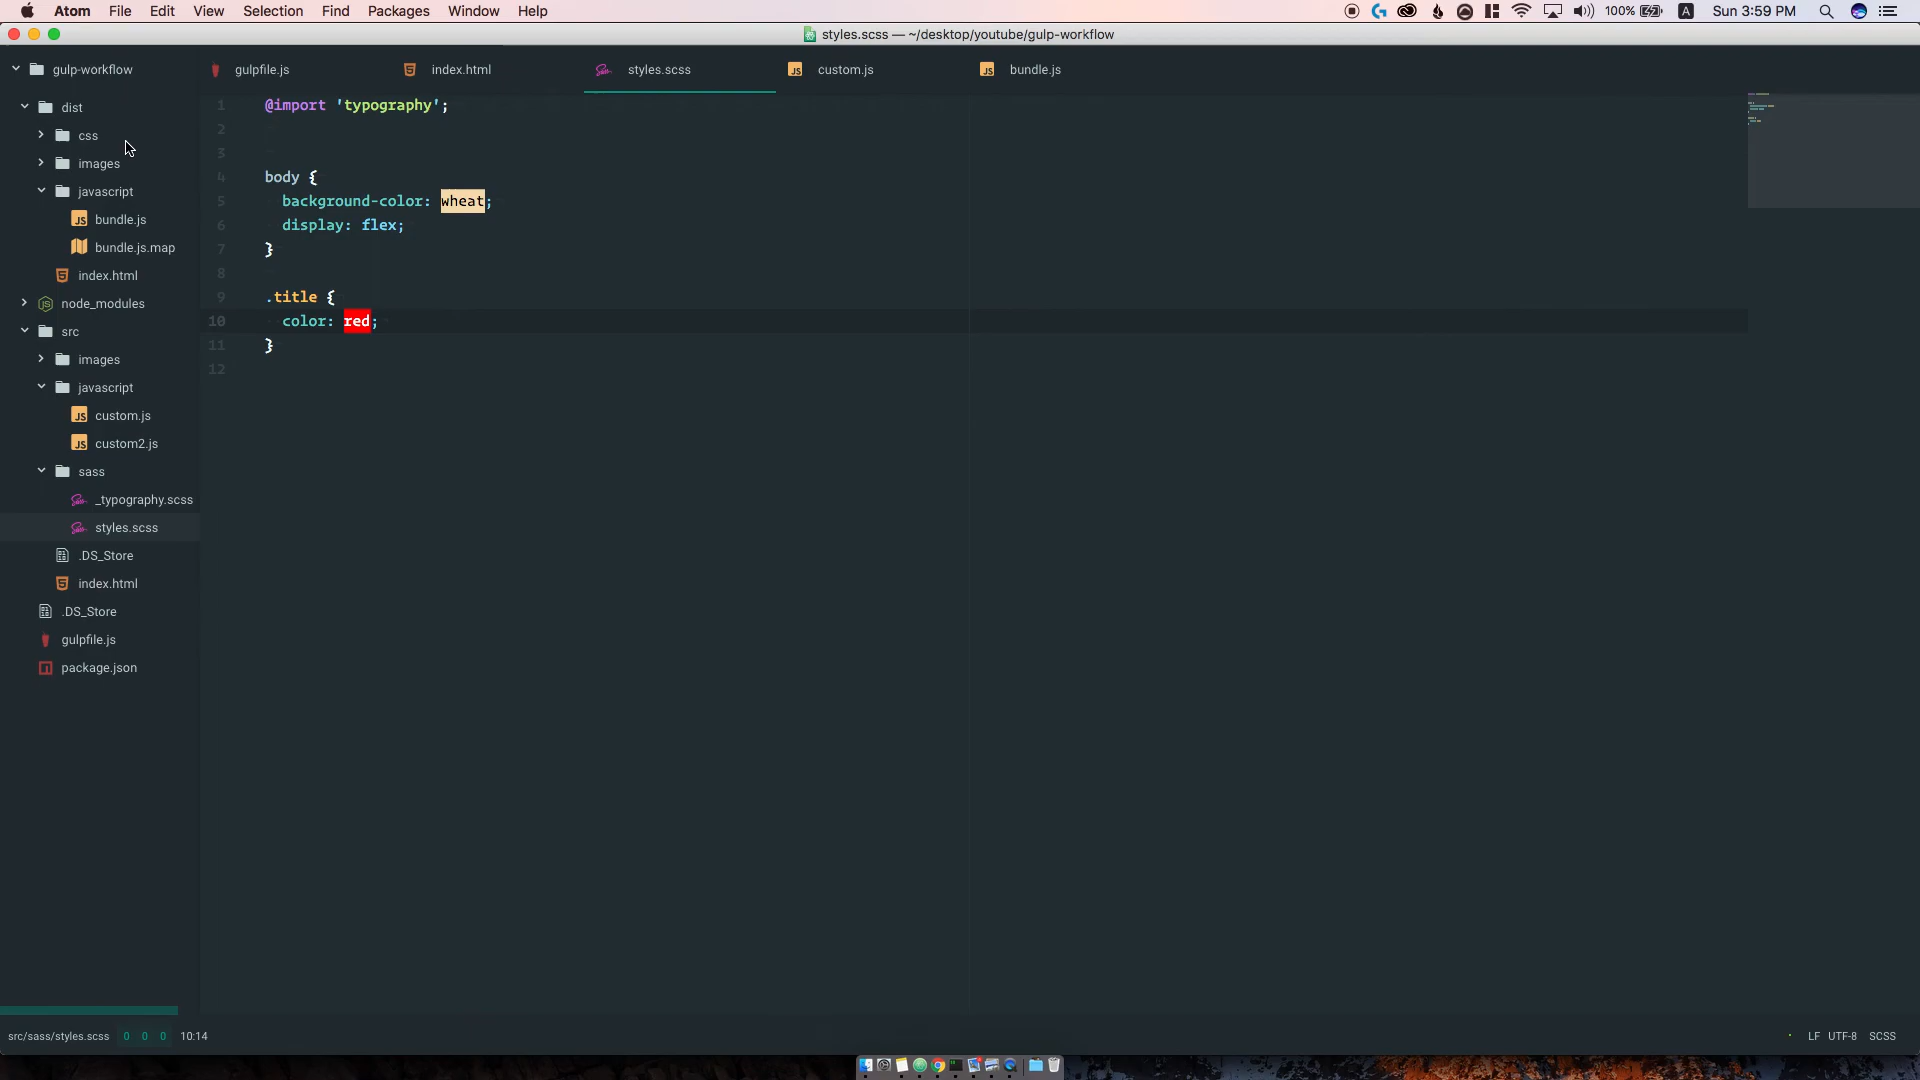 Atom File Edit View Selection Find Packages Window Help 100% A Sun 3:59 PM
styles.scss — ~/desktop/youtube/gulp-workflow
gulp-workflow
dist
css
images
javascript
bundle.js
bundle.js.map
index.html
node_modules
src
images
javascript
custom.js
custom2.js
sass
_typography.scss
styles.scss
.DS_Store
index.html
.DS_Store
gulpfile.js
package.json
gulpfile.js index.html styles.scss custom.js bundle.js
1 @import 'typography';
2
3
4 body {
5 background-color: wheat;
6 display: flex;
7 }
8
9 .title {
10 color: red;
11 }
12
src/sass/styles.scss 0 0 0 10:14 LF UTF-8 SCSS